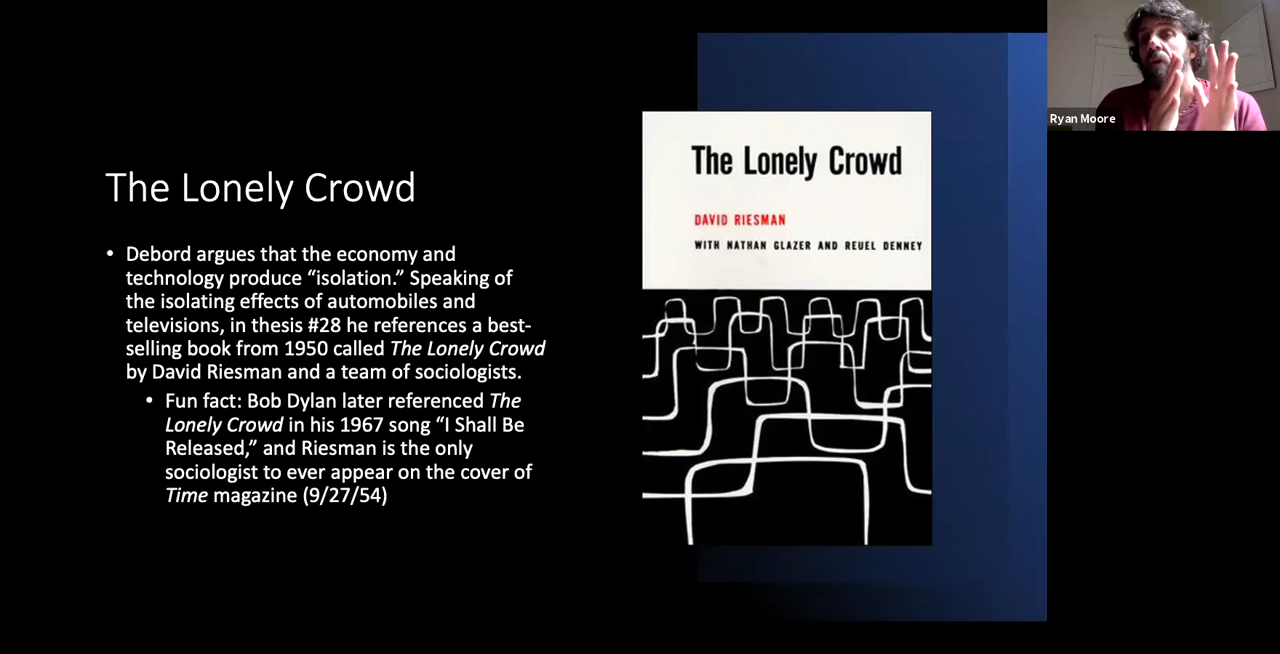 The Lonely Crowd
• Debord argues that the economy and
technology produce “isolation.” Speaking of
the isolating effects of automobiles and
televisions, in thesis #28 he references a best-
selling book from 1950 called The Lonely Crowd
by David Riesman and a team of sociologists.
• Fun fact: Bob Dylan later referenced The
Lonely Crowd in his 1967 song “I Shall Be
Released,” and Riesman is the only
sociologist to ever appear on the cover of
Time magazine (9/27/54)
The Lonely Crowd
DAVID RIESMAN
WITH NATHAN GLAZER AND REUEL DENNEY
Ryan Moore